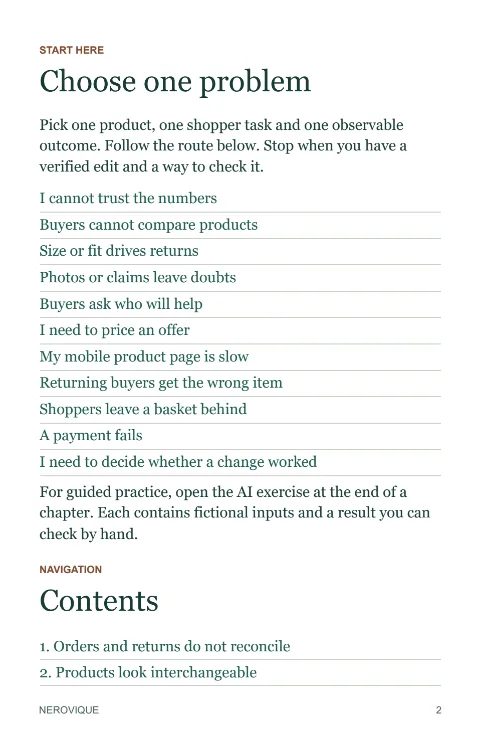 START HERE
Choose one problem
Pick one product, one shopper task and one observable
outcome. Follow the route below. Stop when you have a
verified edit and a way to check it.
I cannot trust the numbers
Buyers cannot compare products
Size or fit drives returns
Photos or claims leave doubts
Buyers ask who will help
I need to price an offer
My mobile product page is slow
Returning buyers get the wrong item
Shoppers leave a basket behind
A payment fails
I need to decide whether a change worked
For guided practice, open the AI exercise at the end of a
chapter. Each contains fictional inputs and a result you can
check by hand.
NAVIGATION
Contents
1. Orders and returns do not reconcile
2. Products look interchangeable
NEROVIQUE 2